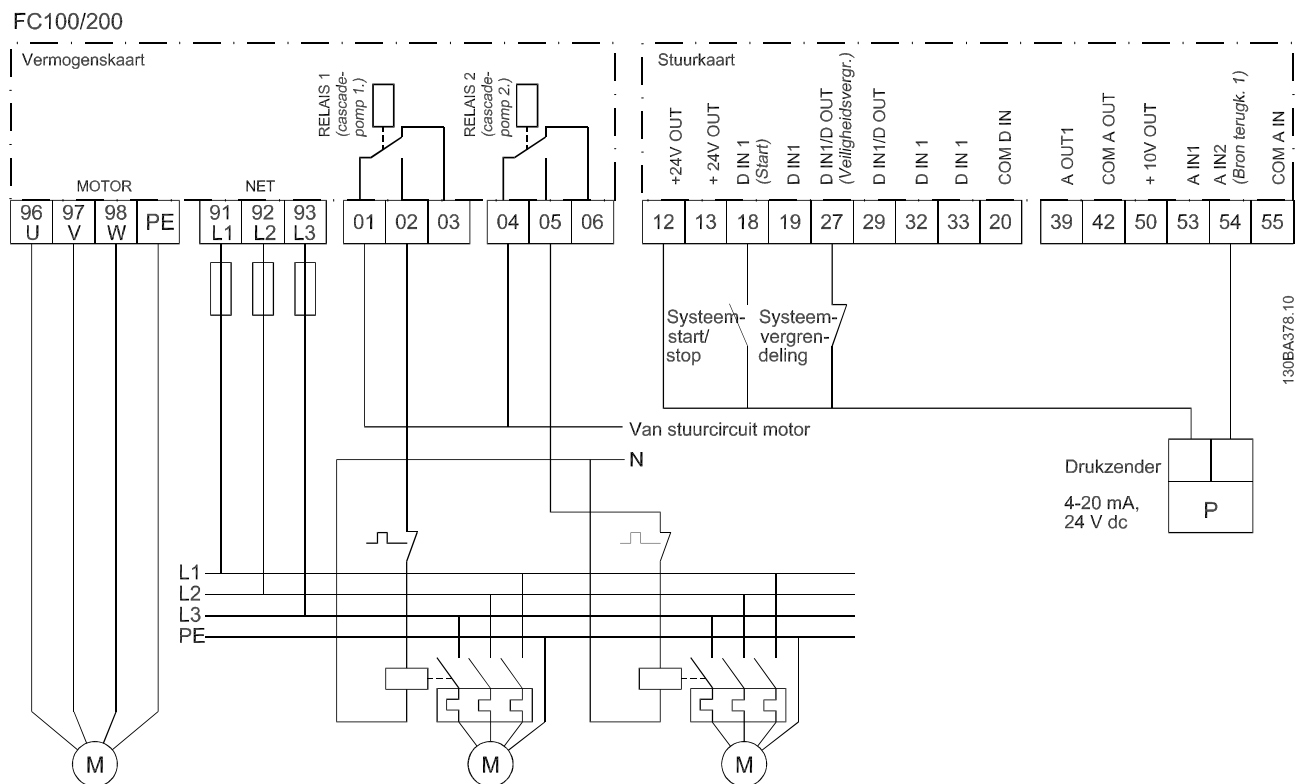 FC100/200
Vermogenskaart
Stuurkaart
RELAIS 1
(cascade-
pomp 1.)
RELAIS 2
(cascade-
pomp 2.)
+24V OUT
+ 24V OUT
D IN 1
(Start)
D IN1
D IN1/D OUT
(Veiligheidsvergr.)
D IN1/D OUT
D IN 1
D IN 1
COM D IN
A OUT1
COM A OUT
+ 10V OUT
A IN1
A IN2
(Bron terugk. 1)
COM A IN
MOTOR
NET
96 97 98 PE
U V W
91 92 93
L1 L2 L3
01 02 03
04 05 06
12 13 18 19 27 29 32 33 20
39 42 50 53 54 55
Systeem-
start/
stop
Systeem-
vergren-
deling
130BA378.10
Van stuurcircuit motor
N
Drukzender
4-20 mA,
24 V dc
P
L1
L2
L3
PE
M
M
M